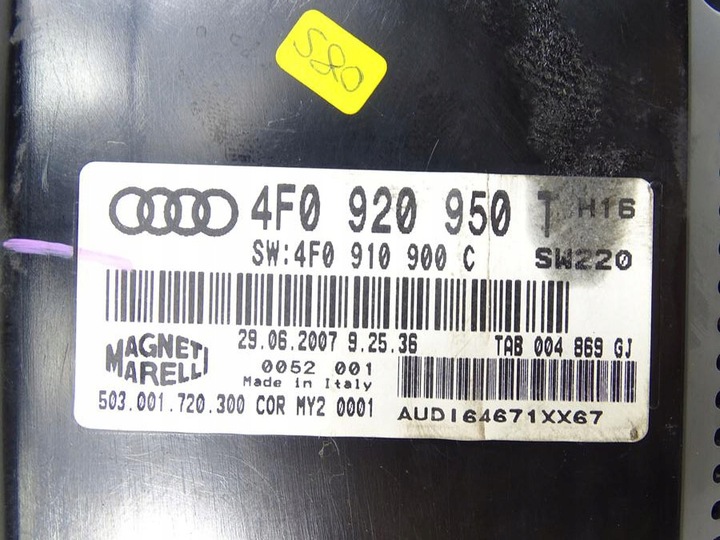 S80
4F0 920 950 T H16
SW:4F0 910 900 C SW220
29.06.2007 9.25.36 TAB 004 869 GJ
MAGNETI MARELLI
0052 001
Made in Italy
503.001.720.300 COR MY2 0001
AUDI64671XX67